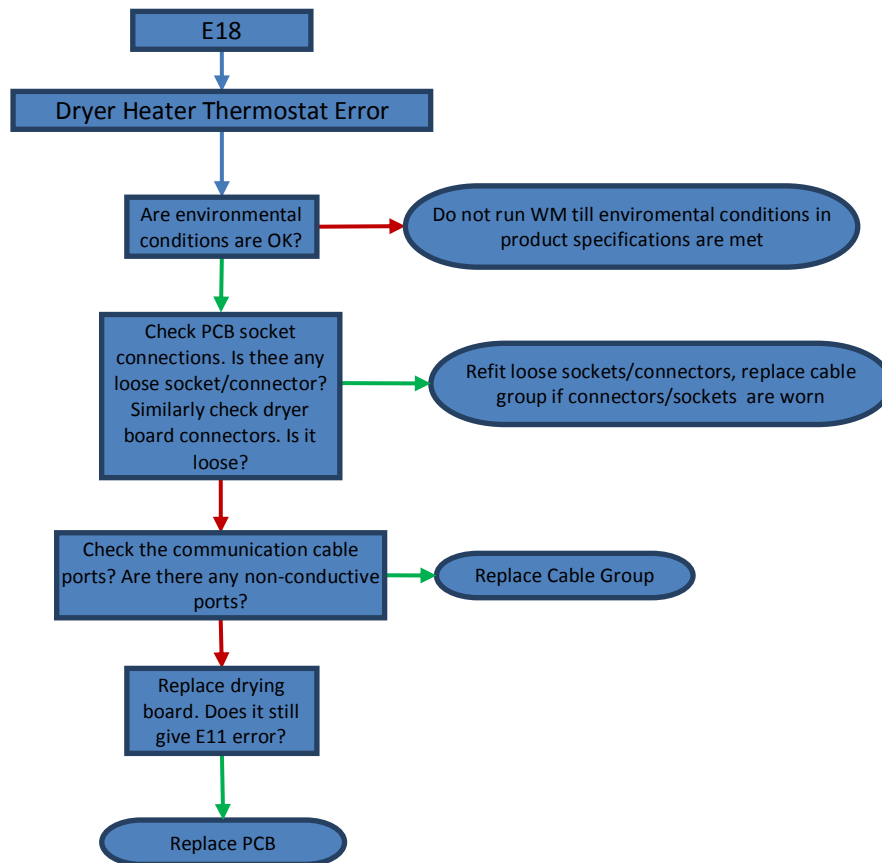 E18
Dryer Heater Thermostat Error
Are environmental
conditions are OK?
Do not run WM till enviromental conditions in
product specifications are met
Check PCB socket
connections. Is thee any
loose socket/connector?
Similarly check dryer
board connectors. Is it
loose?
Refit loose sockets/connectors, replace cable
group if connectors/sockets are worn
Check the communication cable
ports? Are there any non-conductive
ports?
Replace Cable Group
Replace drying
board. Does it still
give E11 error?
Replace PCB